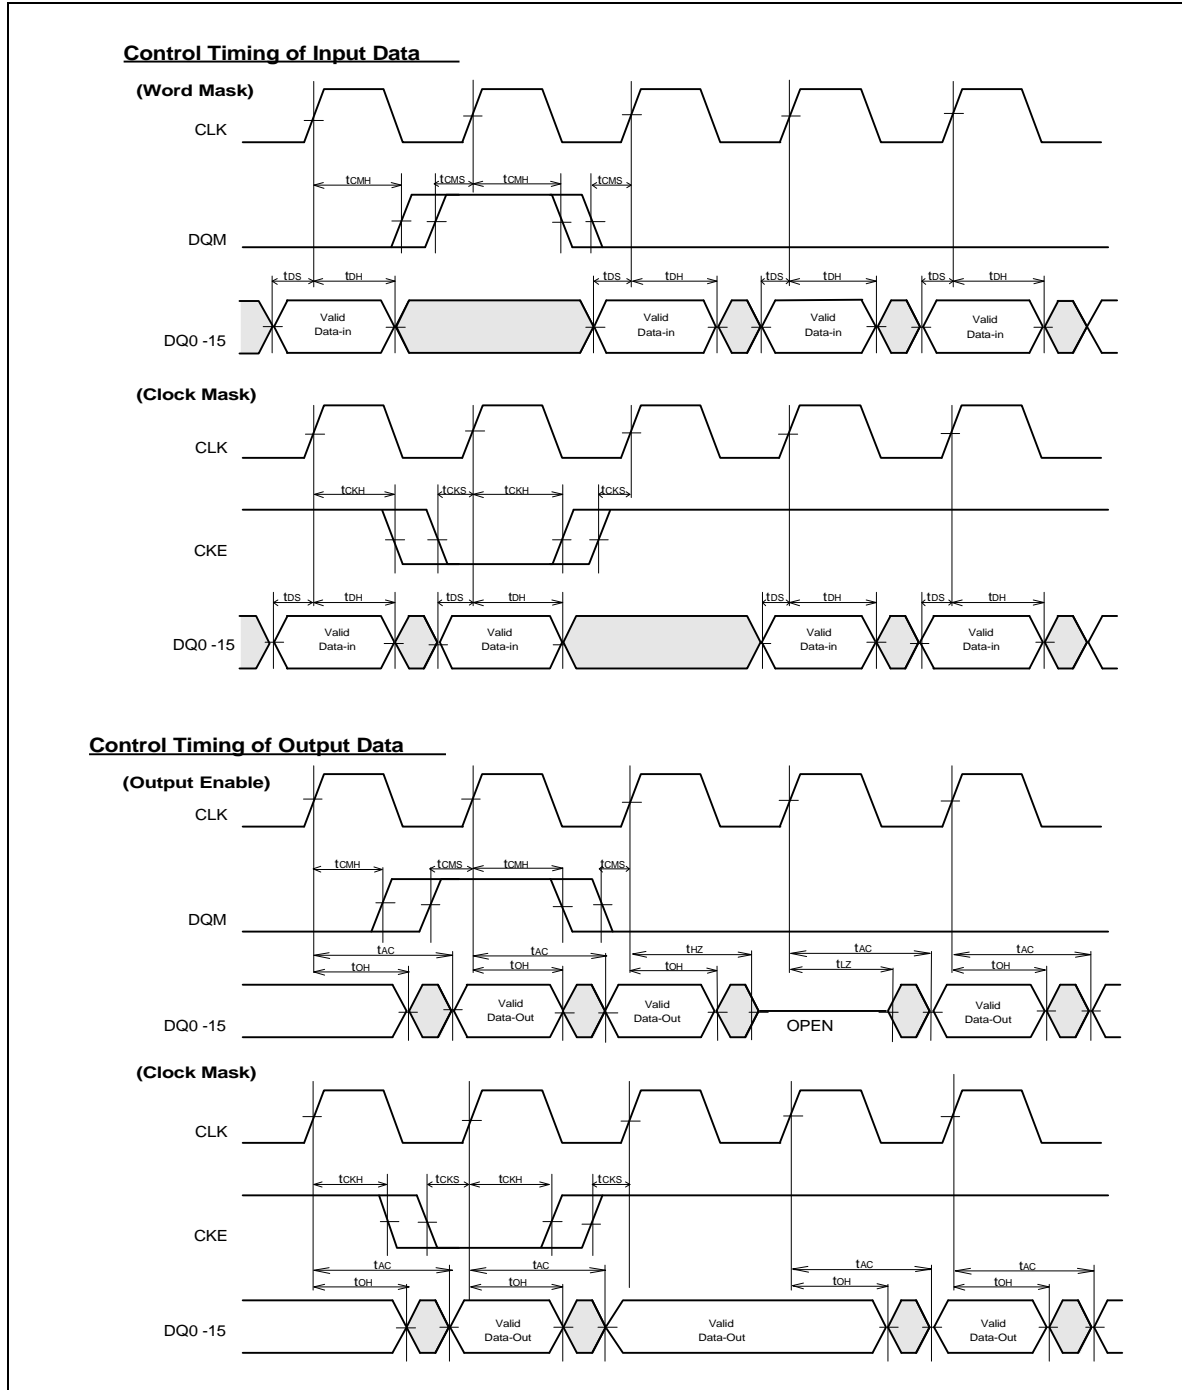 Control Timing of Input Data
(Word Mask)
CLK
tCMH tCMS tCMH tCMS
DQM
tDS tDH tDS tDH tDS tDH tDS tDH
Valid Valid Valid Valid
Data-in Data-in Data-in Data-in
DQ0 -15
(Clock Mask)
CLK
tCKH tCKS tCKH tCKS
CKE
tDS tDH tDS tDH tDS tDH tDS tDH
Valid Valid Valid Valid
Data-in Data-in Data-in Data-in
DQ0 -15
Control Timing of Output Data
(Output Enable)
CLK
tCMH tCMS tCMH tCMS
DQM
tAC tAC tHZ tAC tAC
tOH tOH tOH tLZ tOH
Valid Valid Valid
Data-Out Data-Out Data-Out
DQ0 -15 OPEN
(Clock Mask)
CLK
tCKH tCKS tCKH tCKS
CKE
tAC tAC tAC tAC
tOH tOH tOH tOH
Valid Valid Valid
Data-Out Data-Out Data-Out
DQ0 -15